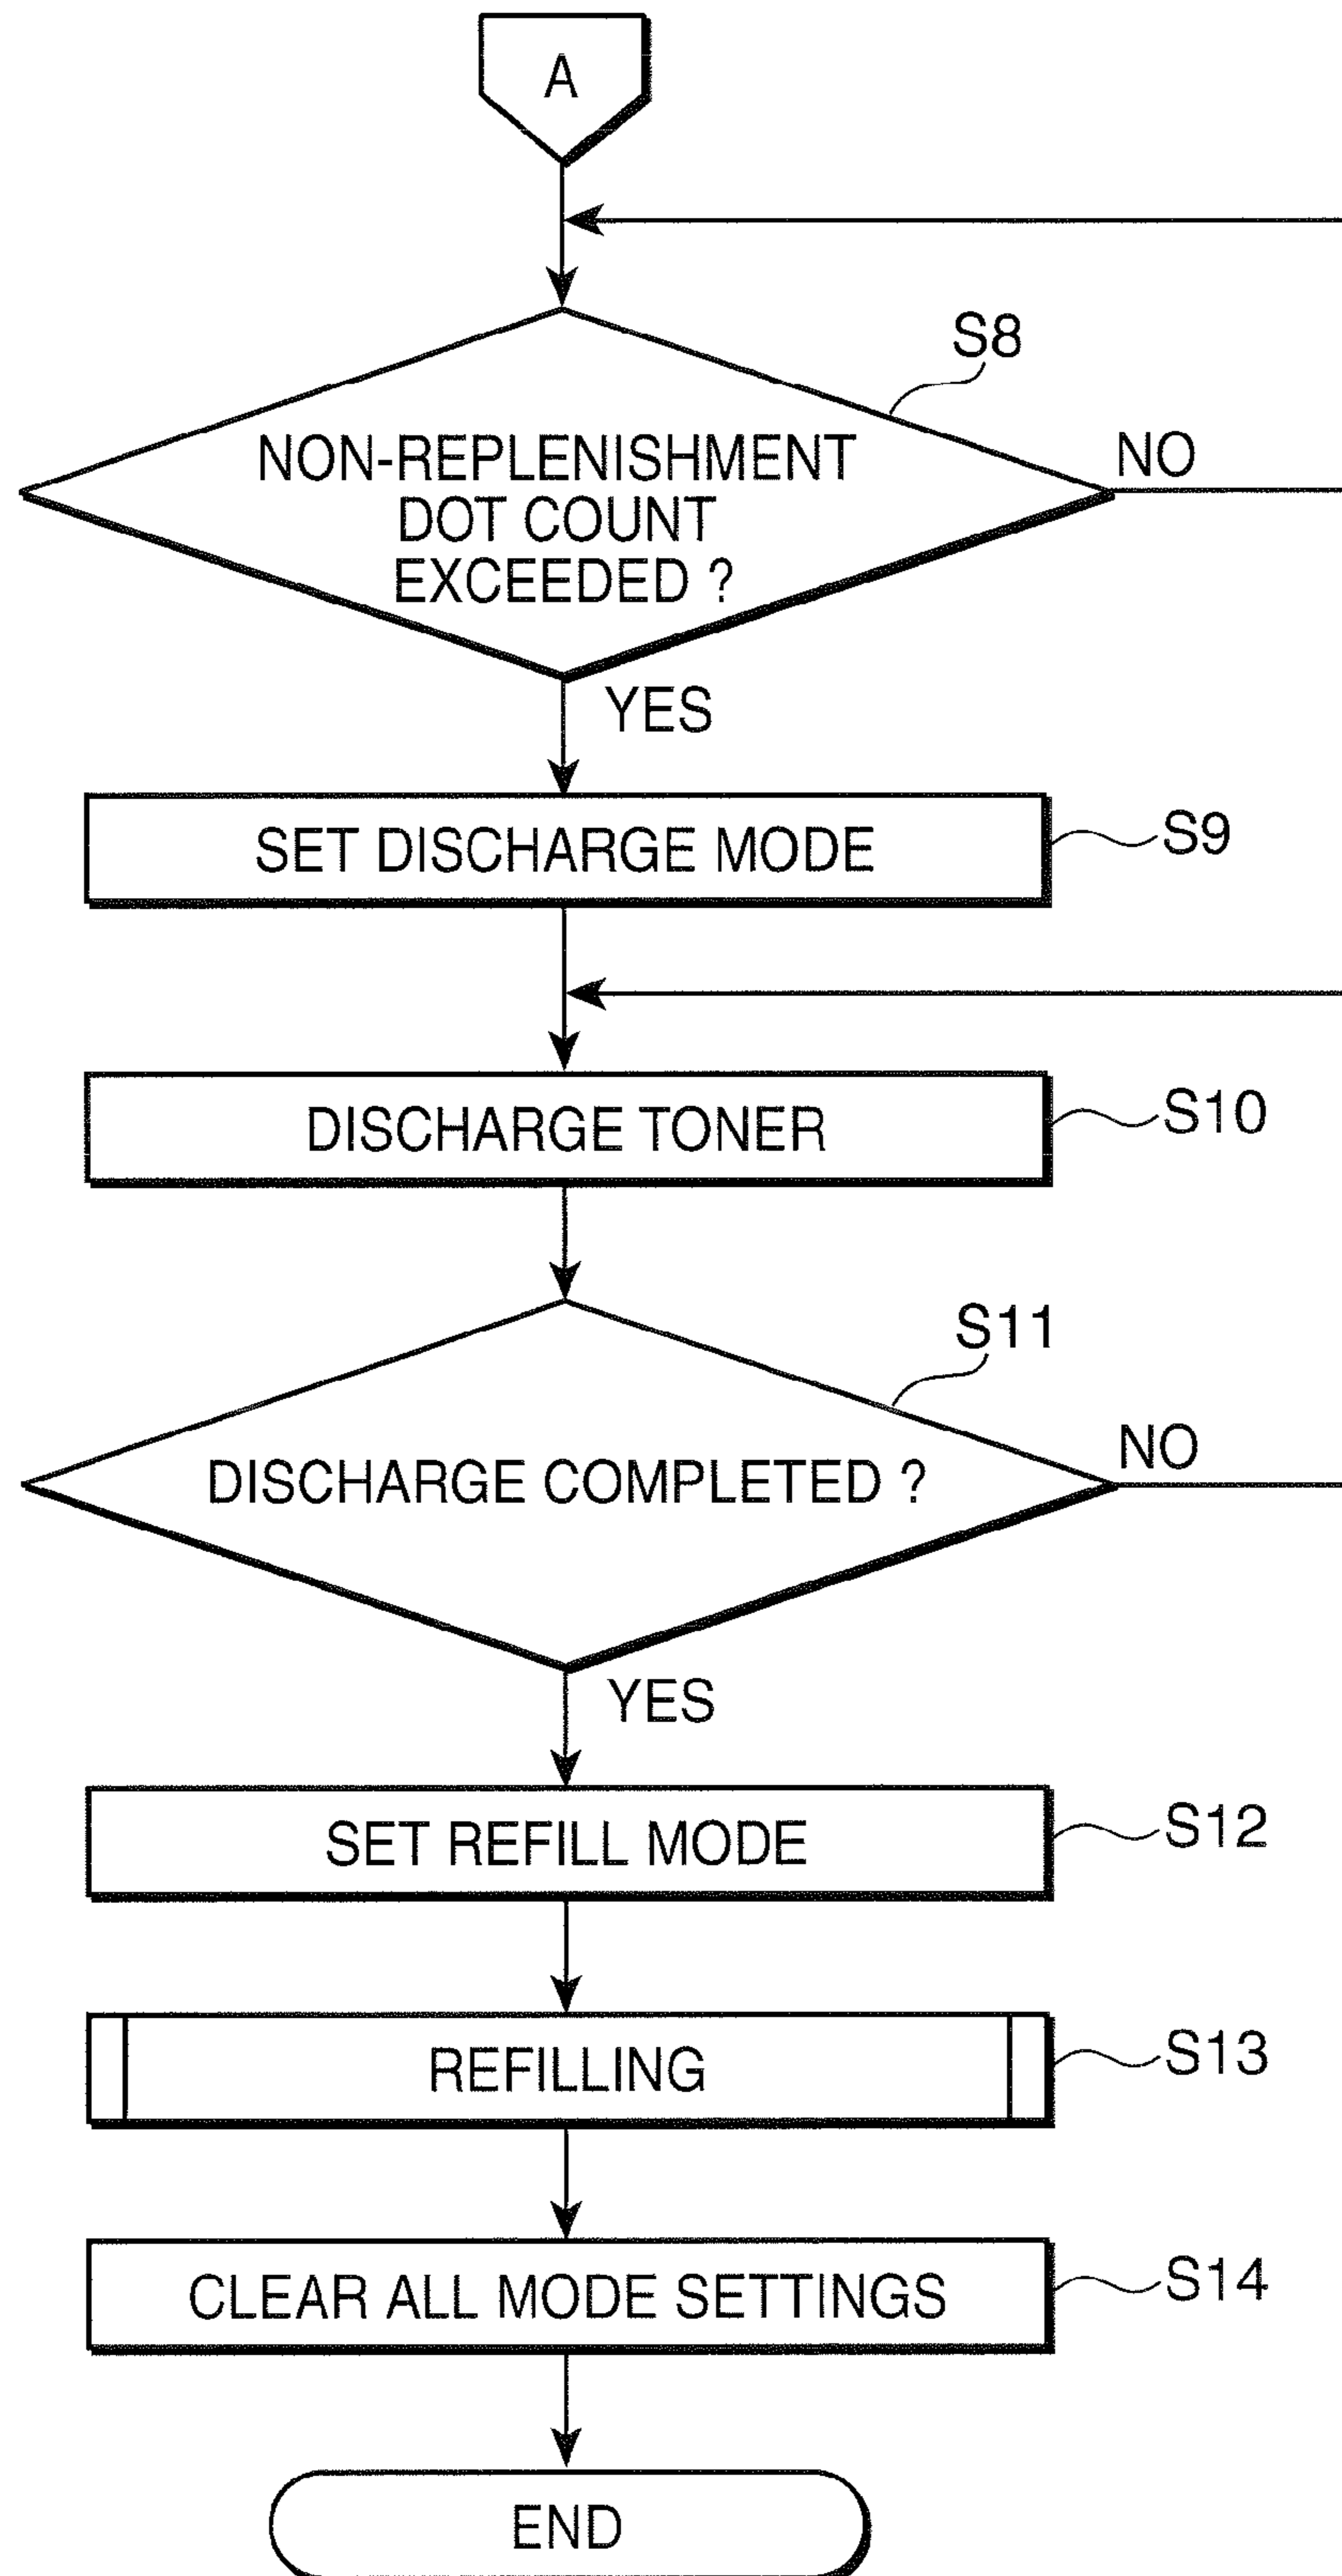 A
S8
NON-REPLENISHMENT
DOT COUNT
EXCEEDED ?
NO
YES
SET DISCHARGE MODE
S9
DISCHARGE TONER
S10
S11
DISCHARGE COMPLETED ?
NO
YES
SET REFILL MODE
S12
REFILLING
S13
CLEAR ALL MODE SETTINGS
S14
END